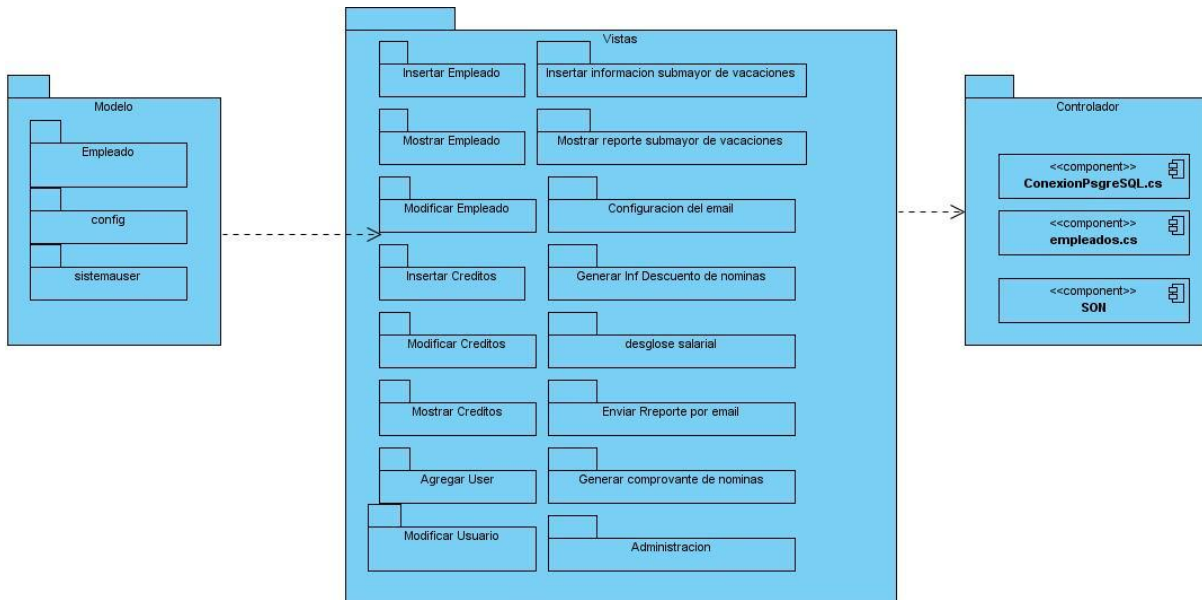 Modelo
Empleado
config
sistemauser
Vistas
Insertar Empleado
Insertar informacion submayor de vacaciones
Mostrar Empleado
Mostrar reporte submayor de vacaciones
Modificar Empleado
Configuracion del email
Insertar Creditos
Generar Inf Descuento de nominas
Modificar Creditos
desglose salarial
Mostrar Creditos
Enviar Rreporte por email
Agregar User
Generar comprovante de nominas
Modificar Usuario
Administracion
Controlador
<<component>>
ConexionPsgreSQL.cs
<<component>>
empleados.cs
<<component>>
SON